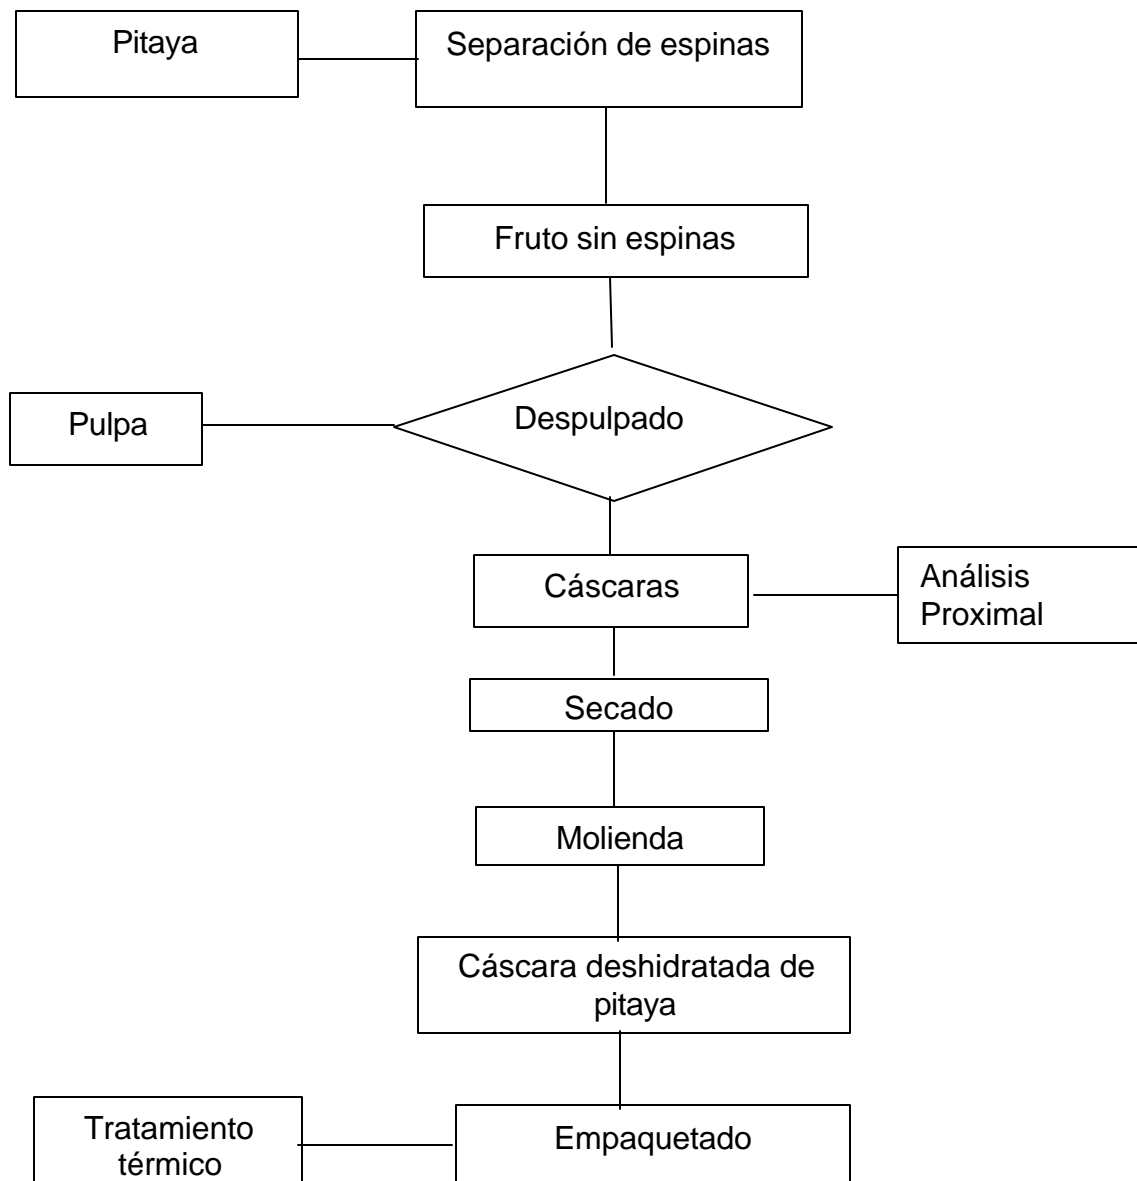 Pitaya
Separación de espinas
Fruto sin espinas
Despulpado
Pulpa
Cáscaras
Análisis
Proximal
Secado
Molienda
Cáscara deshidratada de
pitaya
Tratamiento
térmico
Empaquetado